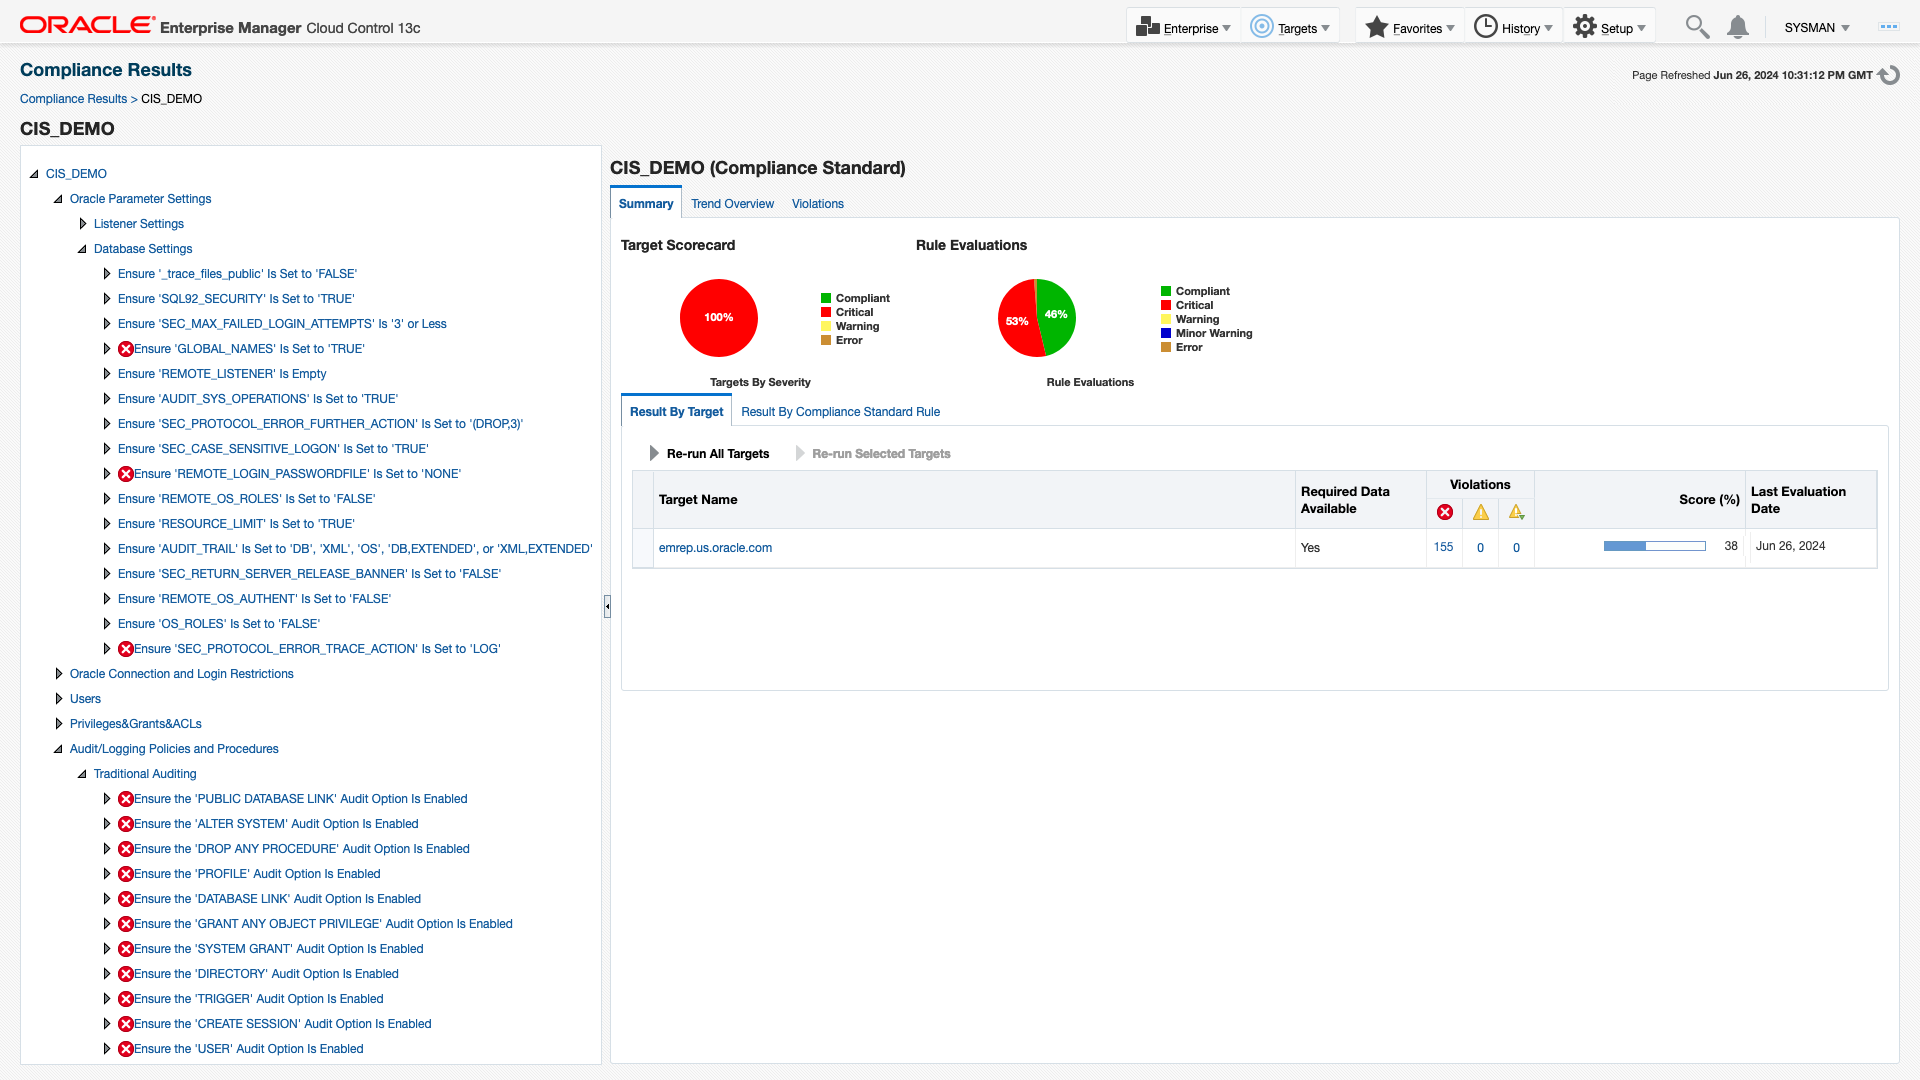 ORACLE Enterprise Manager Cloud Control 13c
Enterprise Targets Favorites History Setup SYSMAN
Compliance Results
Page Refreshed Jun 26, 2024 10:31:12 PM GMT
Compliance Results > CIS_DEMO
CIS_DEMO
CIS_DEMO
Oracle Parameter Settings
Listener Settings
Database Settings
Ensure '_trace_files_public' Is Set to 'FALSE'
Ensure 'SQL92_SECURITY' Is Set to 'TRUE'
Ensure 'SEC_MAX_FAILED_LOGIN_ATTEMPTS' Is '3' or Less
Ensure 'GLOBAL_NAMES' Is Set to 'TRUE'
Ensure 'REMOTE_LISTENER' Is Empty
Ensure 'AUDIT_SYS_OPERATIONS' Is Set to 'TRUE'
Ensure 'SEC_PROTOCOL_ERROR_FURTHER_ACTION' Is Set to '(DROP,3)'
Ensure 'SEC_CASE_SENSITIVE_LOGON' Is Set to 'TRUE'
Ensure 'REMOTE_LOGIN_PASSWORDFILE' Is Set to 'NONE'
Ensure 'REMOTE_OS_ROLES' Is Set to 'FALSE'
Ensure 'RESOURCE_LIMIT' Is Set to 'TRUE'
Ensure 'AUDIT_TRAIL' Is Set to 'DB', 'XML', 'OS', 'DB,EXTENDED', or 'XML,EXTENDED'
Ensure 'SEC_RETURN_SERVER_RELEASE_BANNER' Is Set to 'FALSE'
Ensure 'REMOTE_OS_AUTHENT' Is Set to 'FALSE'
Ensure 'OS_ROLES' Is Set to 'FALSE'
Ensure 'SEC_PROTOCOL_ERROR_TRACE_ACTION' Is Set to 'LOG'
Oracle Connection and Login Restrictions
Users
Privileges&Grants&ACLs
Audit/Logging Policies and Procedures
Traditional Auditing
Ensure the 'PUBLIC DATABASE LINK' Audit Option Is Enabled
Ensure the 'ALTER SYSTEM' Audit Option Is Enabled
Ensure the 'DROP ANY PROCEDURE' Audit Option Is Enabled
Ensure the 'PROFILE' Audit Option Is Enabled
Ensure the 'DATABASE LINK' Audit Option Is Enabled
Ensure the 'GRANT ANY OBJECT PRIVILEGE' Audit Option Is Enabled
Ensure the 'SYSTEM GRANT' Audit Option Is Enabled
Ensure the 'DIRECTORY' Audit Option Is Enabled
Ensure the 'TRIGGER' Audit Option Is Enabled
Ensure the 'CREATE SESSION' Audit Option Is Enabled
Ensure the 'USER' Audit Option Is Enabled
CIS_DEMO (Compliance Standard)
Summary Trend Overview Violations
Target Scorecard
100%
Compliant
Critical
Warning
Error
Targets By Severity
Rule Evaluations
53% 46%
Compliant
Critical
Warning
Minor Warning
Error
Rule Evaluations
Result By Target Result By Compliance Standard Rule
Re-run All Targets Re-run Selected Targets
Target Name
Required Data Available
Violations
Score (%)
Last Evaluation Date
emrep.us.oracle.com Yes 155 0 0 38 Jun 26, 2024